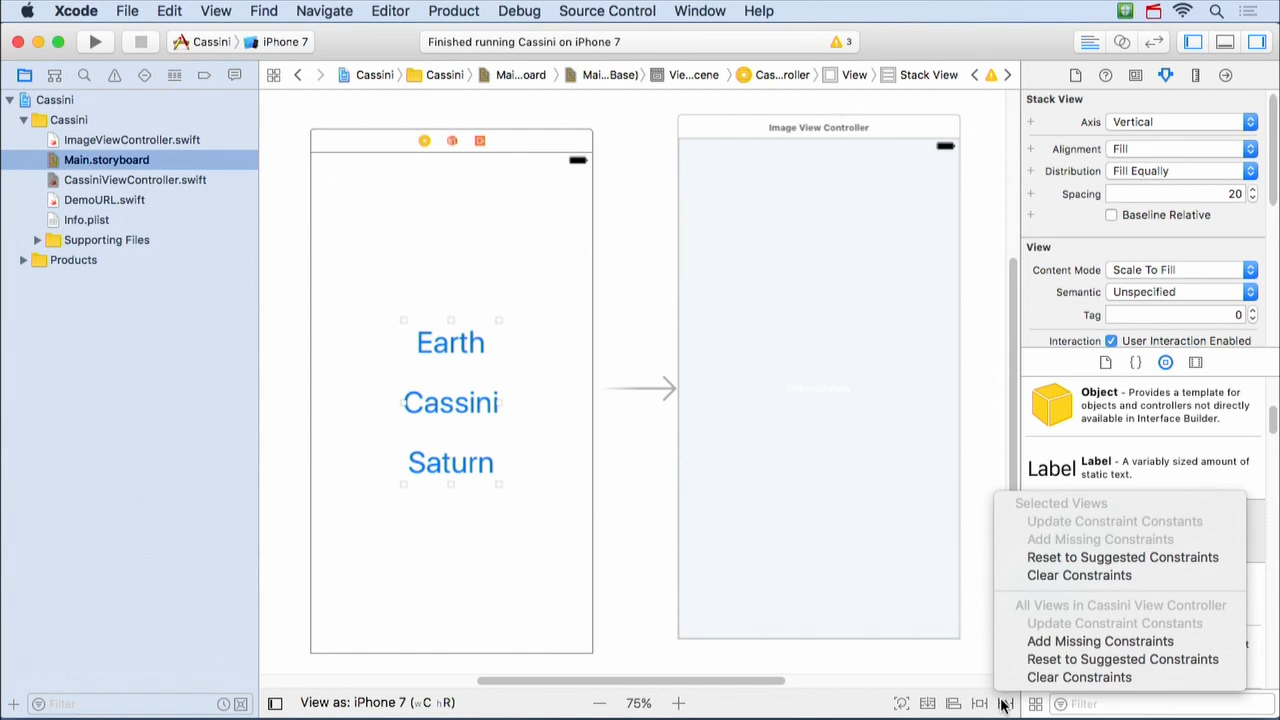 Xcode File Edit View Find Navigate Editor Product Debug Source Control Window Help
Cassini iPhone 7 Finished running Cassini on iPhone 7 3
Cassini Cassini Mai...oard Mai...Base) Vie...cene Cas...roller View Stack View
Cassini
Cassini
ImageViewController.swift
Main.storyboard
CassiniViewController.swift
DemoURL.swift
Info.plist
Supporting Files
Products
Filter
Image View Controller
Earth
Cassini
Saturn
View as: iPhone 7 (wC hR)
75%
Stack View
Axis Vertical
Alignment Fill
Distribution Fill Equally
Spacing 20
Baseline Relative
View
Content Mode Scale To Fill
Semantic Unspecified
Tag 0
Interaction User Interaction Enabled
Object - Provides a template for
objects and controllers not directly
available in Interface Builder.
Label Label - A variably sized amount of
static text.
Selected Views
Update Constraint Constants
Add Missing Constraints
Reset to Suggested Constraints
Clear Constraints
All Views in Cassini View Controller
Update Constraint Constants
Add Missing Constraints
Reset to Suggested Constraints
Clear Constraints
Filter